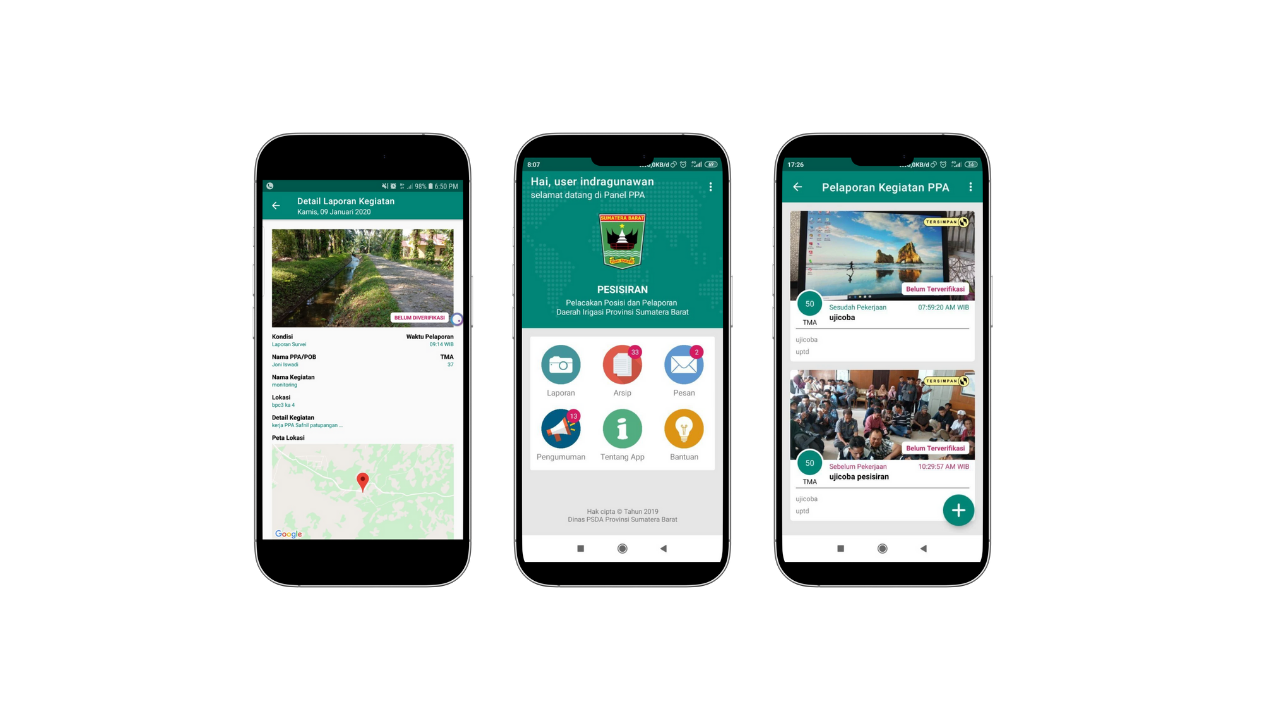 98% 6:50 PM
Detail Laporan Kegiatan
Kamis, 09 Januari 2020
BELUM DIVERIFIKASI
Kondisi
Waktu Pelaporan
Laporan Survei
09:14 WIB
Nama PPA/POB
TMA
Joni Iswadi
37
Nama Kegiatan
monitoring
Lokasi
bpc3 ka 4
Detail Kegiatan
kerja PPA Safnil patapangan ...
Peta Lokasi
Google
8:07
0KB/d
Hai, user indragunawan
selamat datang di Panel PPA
SUMATERA BARAT
PESISIRAN
Pelacakan Posisi dan Pelaporan
Daerah Irigasi Provinsi Sumatera Barat
33
2
Laporan
Arsip
Pesan
13
Pengumuman
Tentang App
Bantuan
Hak cipta © Tahun 2019
Dinas PSDA Provinsi Sumatera Barat
17:26
0KB/d
Pelaporan Kegiatan PPA
TERSIMPAN
Belum Terverifikasi
50
TMA
Sesudah Pekerjaan
07:59:20 AM WIB
ujicoba
ujicoba
uptd
TERSIMPAN
Belum Terverifikasi
50
TMA
Sebelum Pekerjaan
10:29:57 AM WIB
ujicoba pesisiran
ujicoba
uptd